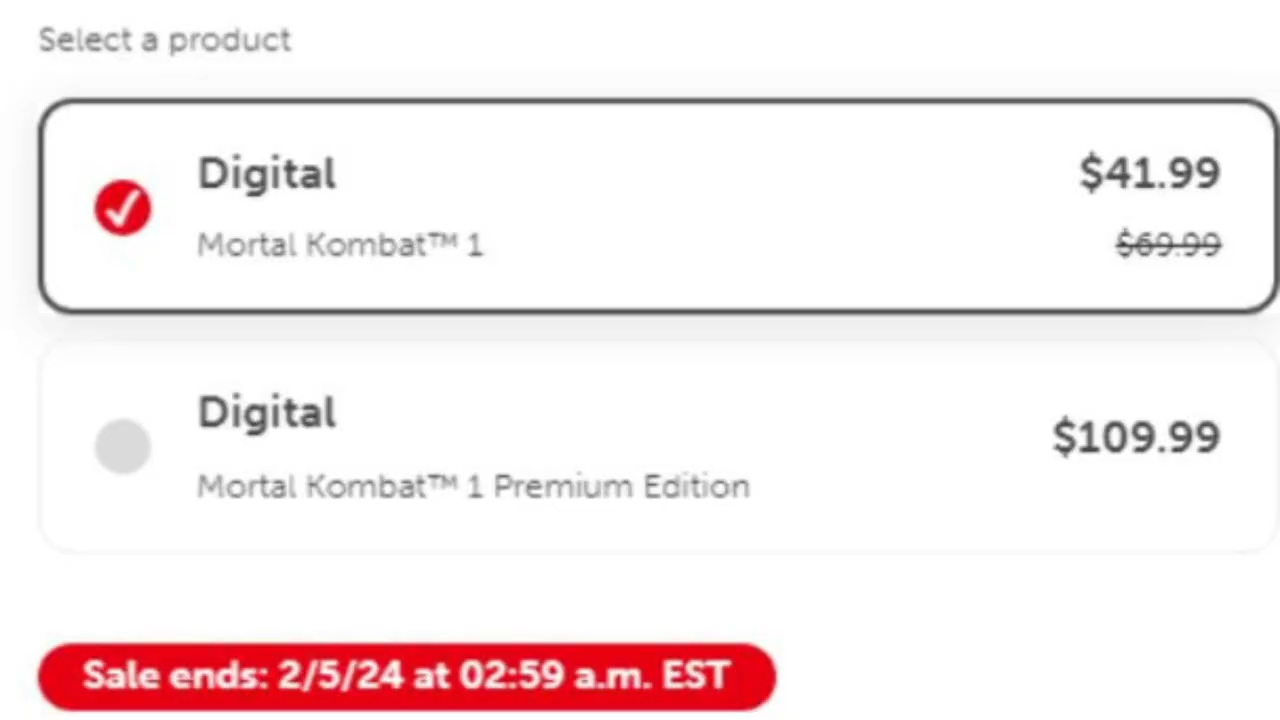 Select a product
Digital
$41.99
Mortal Kombat™ 1
$69.99
Digital
$109.99
Mortal Kombat™ 1 Premium Edition
Sale ends: 2/5/24 at 02:59 a.m. EST